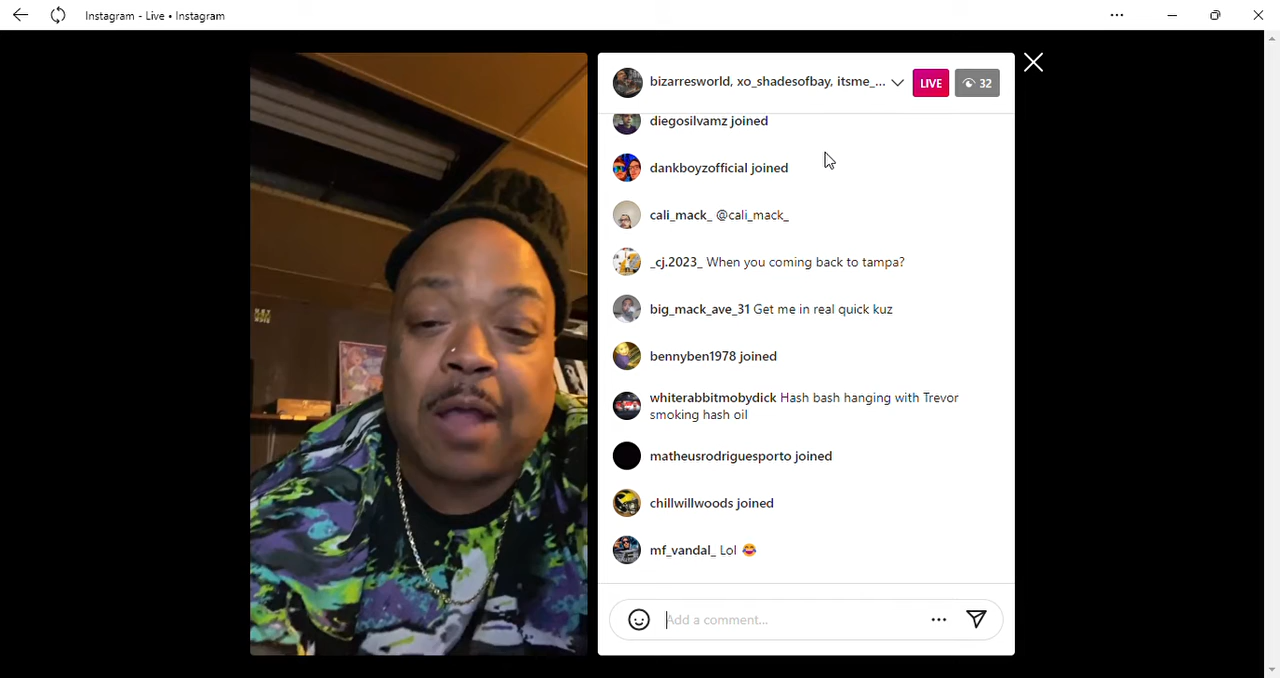 Instagram - Live • Instagram
bizarresworld, xo_shadesofbay, itsme_...
LIVE
32
diegosilvamz joined
dankboyzofficial joined
cali_mack_ @cali_mack_
_cj.2023_ When you coming back to tampa?
big_mack_ave_31 Get me in real quick kuz
bennyben1978 joined
whiterabbitmobydick Hash bash hanging with Trevor
smoking hash oil
matheusrodriguesporto joined
chillwillwoods joined
mf_vandal_ Lol 😂
Add a comment...